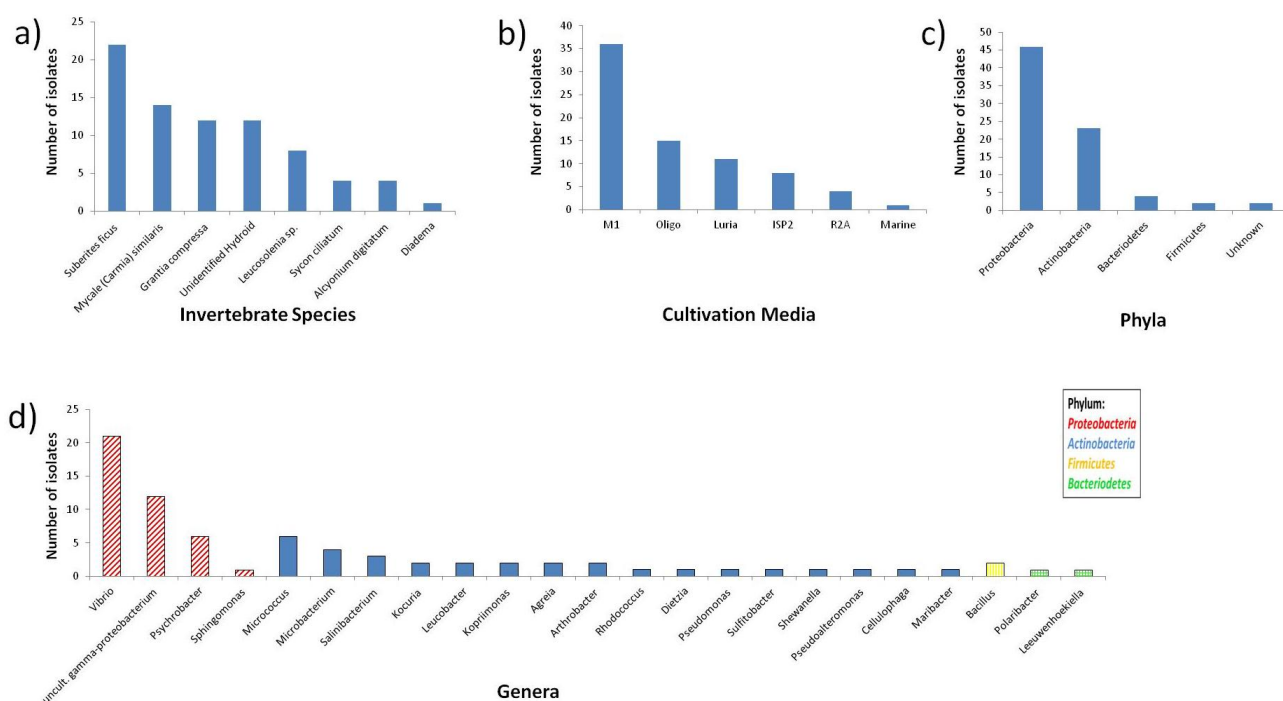 a)
Number of isolates
25
20
15
10
5
0
Suberites ficus
Mycale (Carmia) similaris
Grantia compressa
Unidentified Hydroid
Leucosolenia sp.
Sycon ciliatum
Alcyonium digitatum
Diadema
Invertebrate Species
b)
Number of isolates
40
35
30
25
20
15
10
5
0
M1
Oligo
Luria
ISP2
R2A
Marine
Cultivation Media
c)
Number of isolates
50
45
40
35
30
25
20
15
10
5
0
Proteobacteria
Actinobacteria
Bacteriodetes
Firmicutes
Unknown
Phyla
d)
Number of isolates
25
20
15
10
5
0
Vibrio
uncult. gamma-proteobacterium
Psychrobacter
Sphingomonas
Micrococcus
Microbacterium
Salinibacterium
Kocuria
Leucobacter
Kopriimonas
Agreia
Arthrobacter
Rhodococcus
Dietzia
Pseudomonas
Sulfitobacter
Shewanella
Pseudoalteromonas
Cellulophaga
Maribacter
Bacillus
Polaribacter
Leeuwenhoekiella
Genera
Phylum:
Proteobacteria
Actinobacteria
Firmicutes
Bacteriodetes